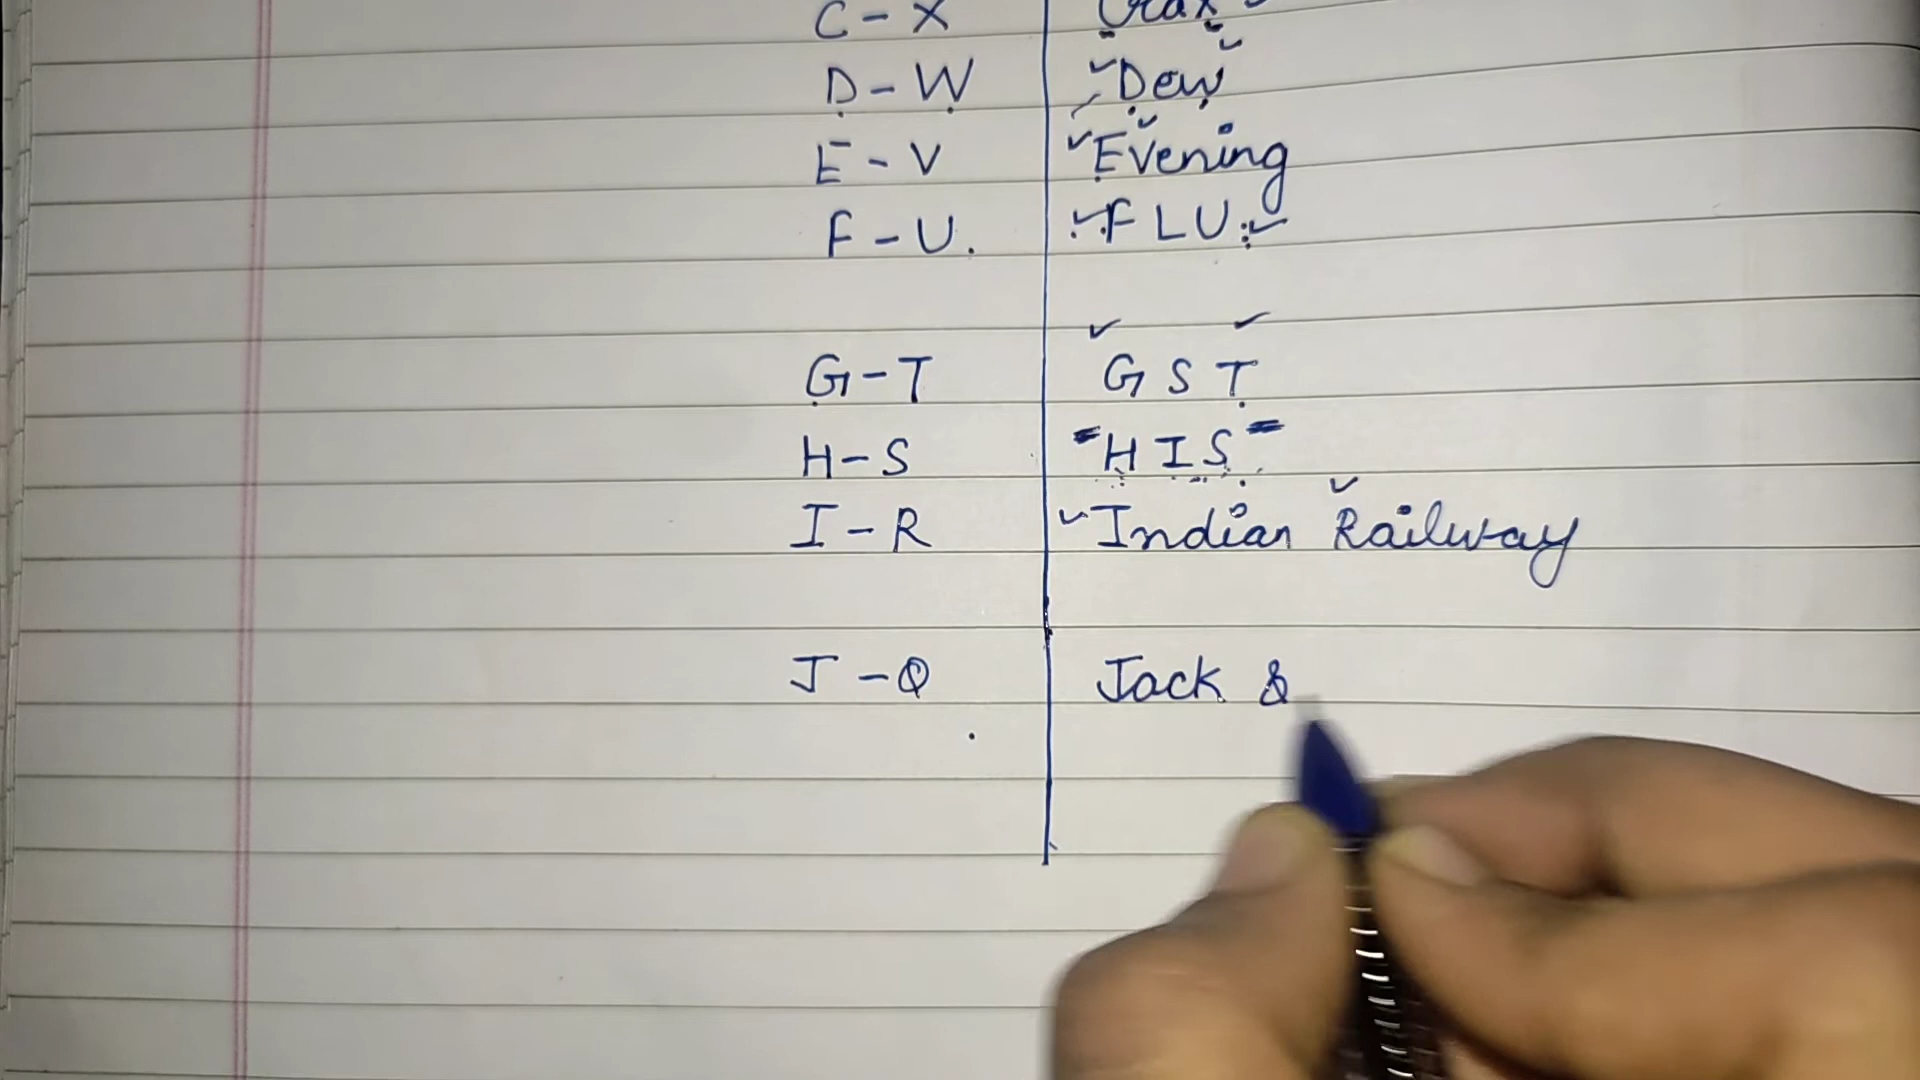 C - X
D - W Dew
E - V Evening
F - U. FLU
G - T GST
H - S HIS
I - R Indian Railway
J - Q Jack &